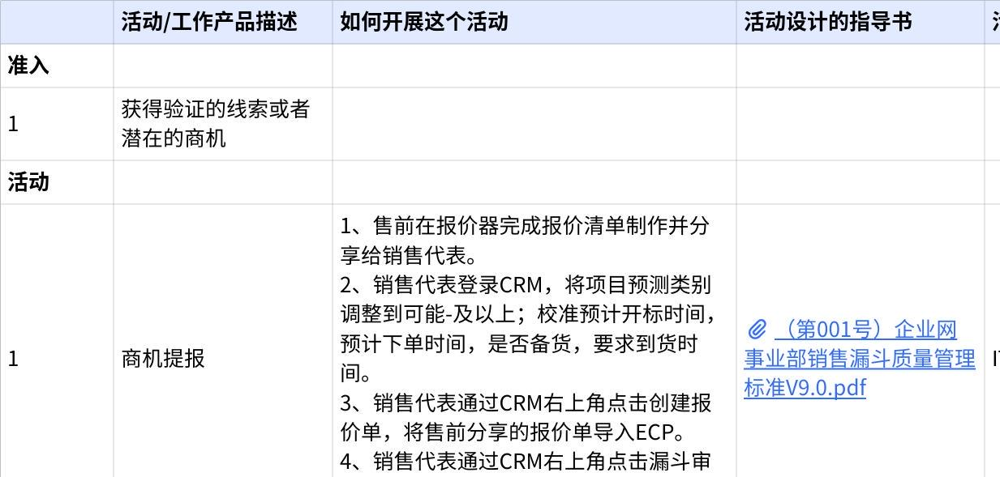 活动/工作产品描述
如何开展这个活动
活动设计的指导书
准入
1
获得验证的线索或者
潜在的商机
活动
1
商机提报
1、售前在报价器完成报价清单制作并分
享给销售代表。
2、销售代表登录CRM，将项目预测类别
调整到可能-及以上；校准预计开标时间，
预计下单时间，是否备货，要求到货时
间。
3、销售代表通过CRM右上角点击创建报
价单，将售前分享的报价单导入ECP。
4、销售代表通过CRM右上角点击漏斗审
（第001号）企业网
事业部销售漏斗质量管理
标准V9.0.pdf